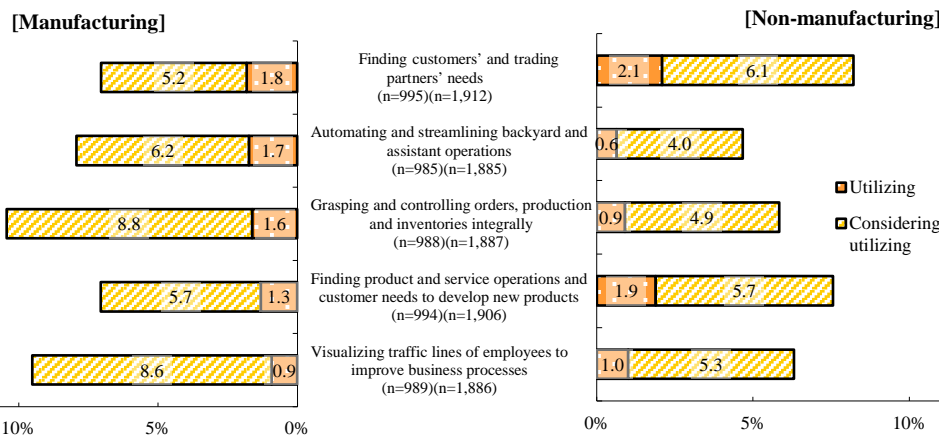 [Manufacturing]
[Non-manufacturing]
5.2 1.8
Finding customers’ and trading
partners’ needs
(n=995)(n=1,912)
2.1 6.1
6.2 1.7
Automating and streamlining backyard and
assistant operations
(n=985)(n=1,885)
0.6 4.0
8.8 1.6
Grasping and controlling orders, production
and inventories integrally
(n=988)(n=1,887)
0.9 4.9
Utilizing
Considering
utilizing
5.7 1.3
Finding product and service operations and
customer needs to develop new products
(n=994)(n=1,906)
1.9 5.7
8.6 0.9
Visualizing traffic lines of employees to
improve business processes
(n=989)(n=1,886)
1.0 5.3
10% 5% 0%
0% 5% 10%